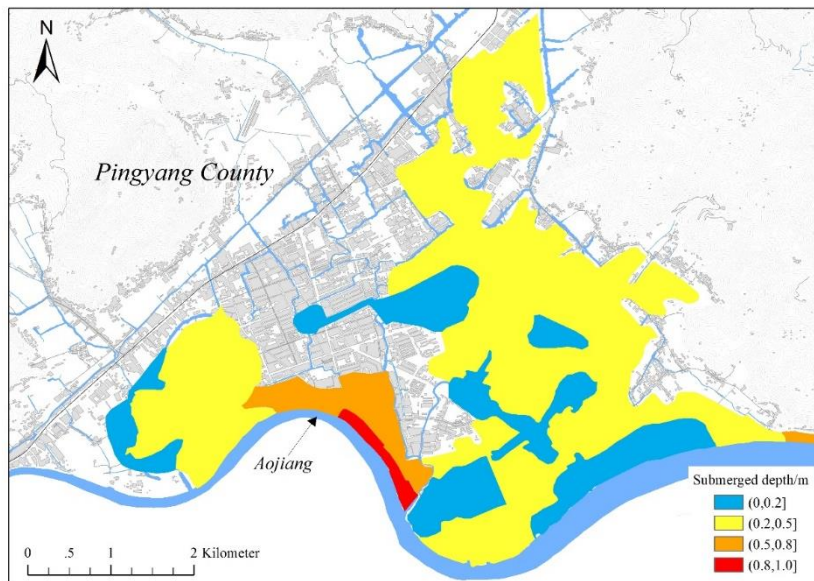 N
Pingyang County
Aojiang
Submerged depth/m
(0,0.2]
(0.2,0.5]
(0.5,0.8]
(0.8,1.0]
0 .5 1 2 Kilometer